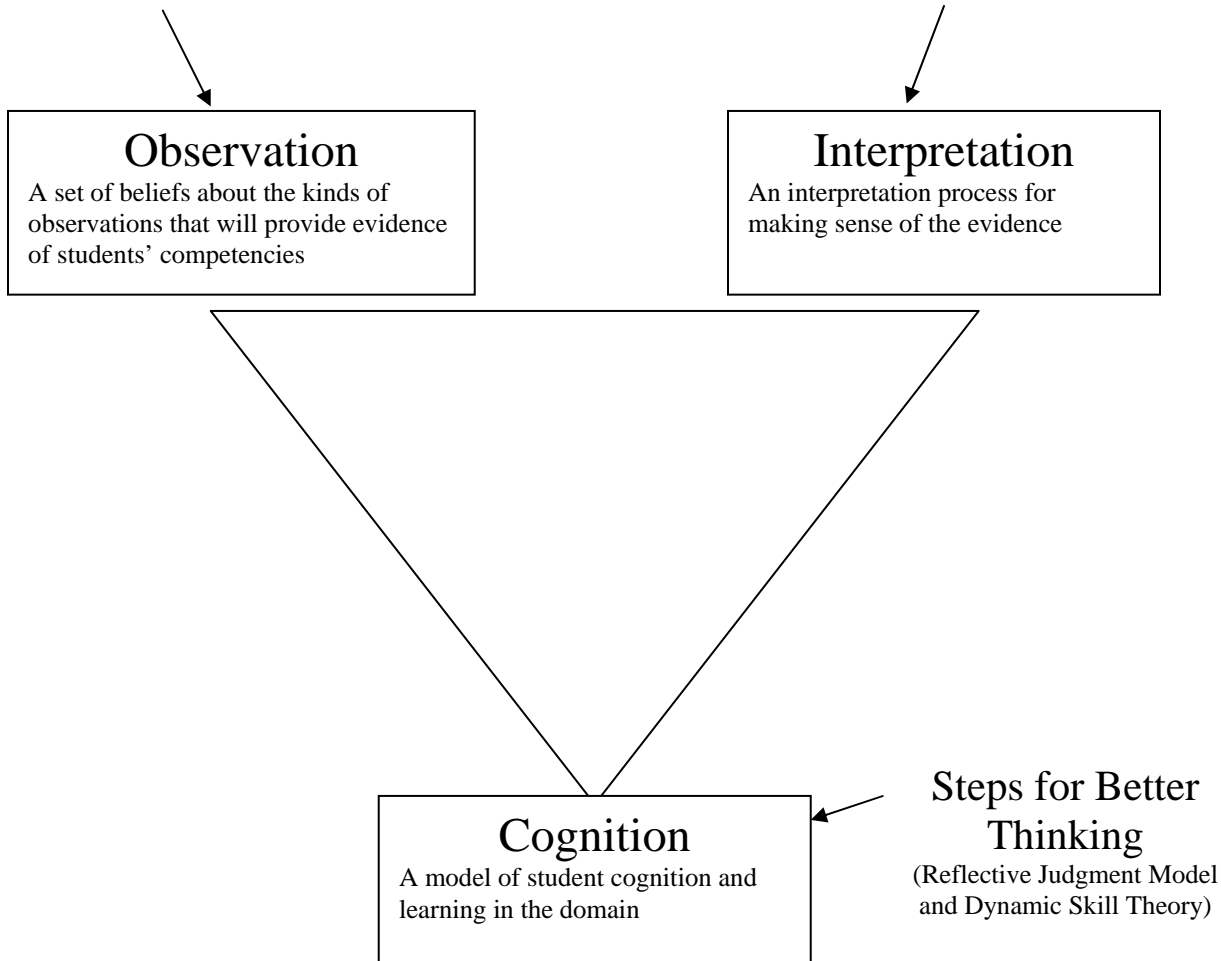 Observation
A set of beliefs about the kinds of
observations that will provide evidence
of students’ competencies
Interpretation
An interpretation process for
making sense of the evidence
Cognition
A model of student cognition and
learning in the domain
Steps for Better
Thinking
(Reflective Judgment Model
and Dynamic Skill Theory)